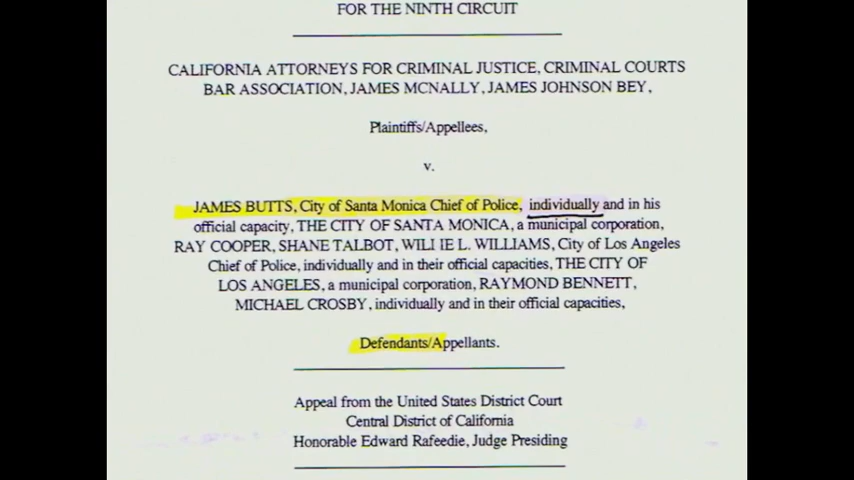 FOR THE NINTH CIRCUIT
CALIFORNIA ATTORNEYS FOR CRIMINAL JUSTICE, CRIMINAL COURTS
BAR ASSOCIATION, JAMES MCNALLY, JAMES JOHNSON BEY,
Plaintiffs/Appellees,
v.
JAMES BUTTS, City of Santa Monica Chief of Police, individually and in his
official capacity, THE CITY OF SANTA MONICA, a municipal corporation,
RAY COOPER, SHANE TALBOT, WILLIE L. WILLIAMS, City of Los Angeles
Chief of Police, individually and in their official capacities, THE CITY OF
LOS ANGELES, a municipal corporation, RAYMOND BENNETT,
MICHAEL CROSBY, individually and in their official capacities,
Defendants/Appellants.
Appeal from the United States District Court
Central District of California
Honorable Edward Rafeedie, Judge Presiding